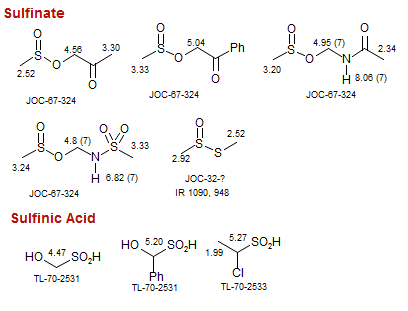 Sulfinate
O
S
O
4.56
3.30
O
2.52
JOC-67-324
O
S
O
5.04
Ph
O
3.33
JOC-67-324
O
S
O
4.95 (7)
N
H 8.06 (7)
O
2.34
3.20
JOC-67-324
O
S
O
4.8 (7)
N
H 6.82 (7)
O O
S
3.33
3.24
JOC-67-324
O
S
S
2.52
2.92
JOC-32-?
IR 1090, 948
Sulfinic Acid
HO 4.47 SO2H
TL-70-2531
HO 5.20 SO2H
Ph
TL-70-2531
5.27 SO2H
1.99
Cl
TL-70-2533